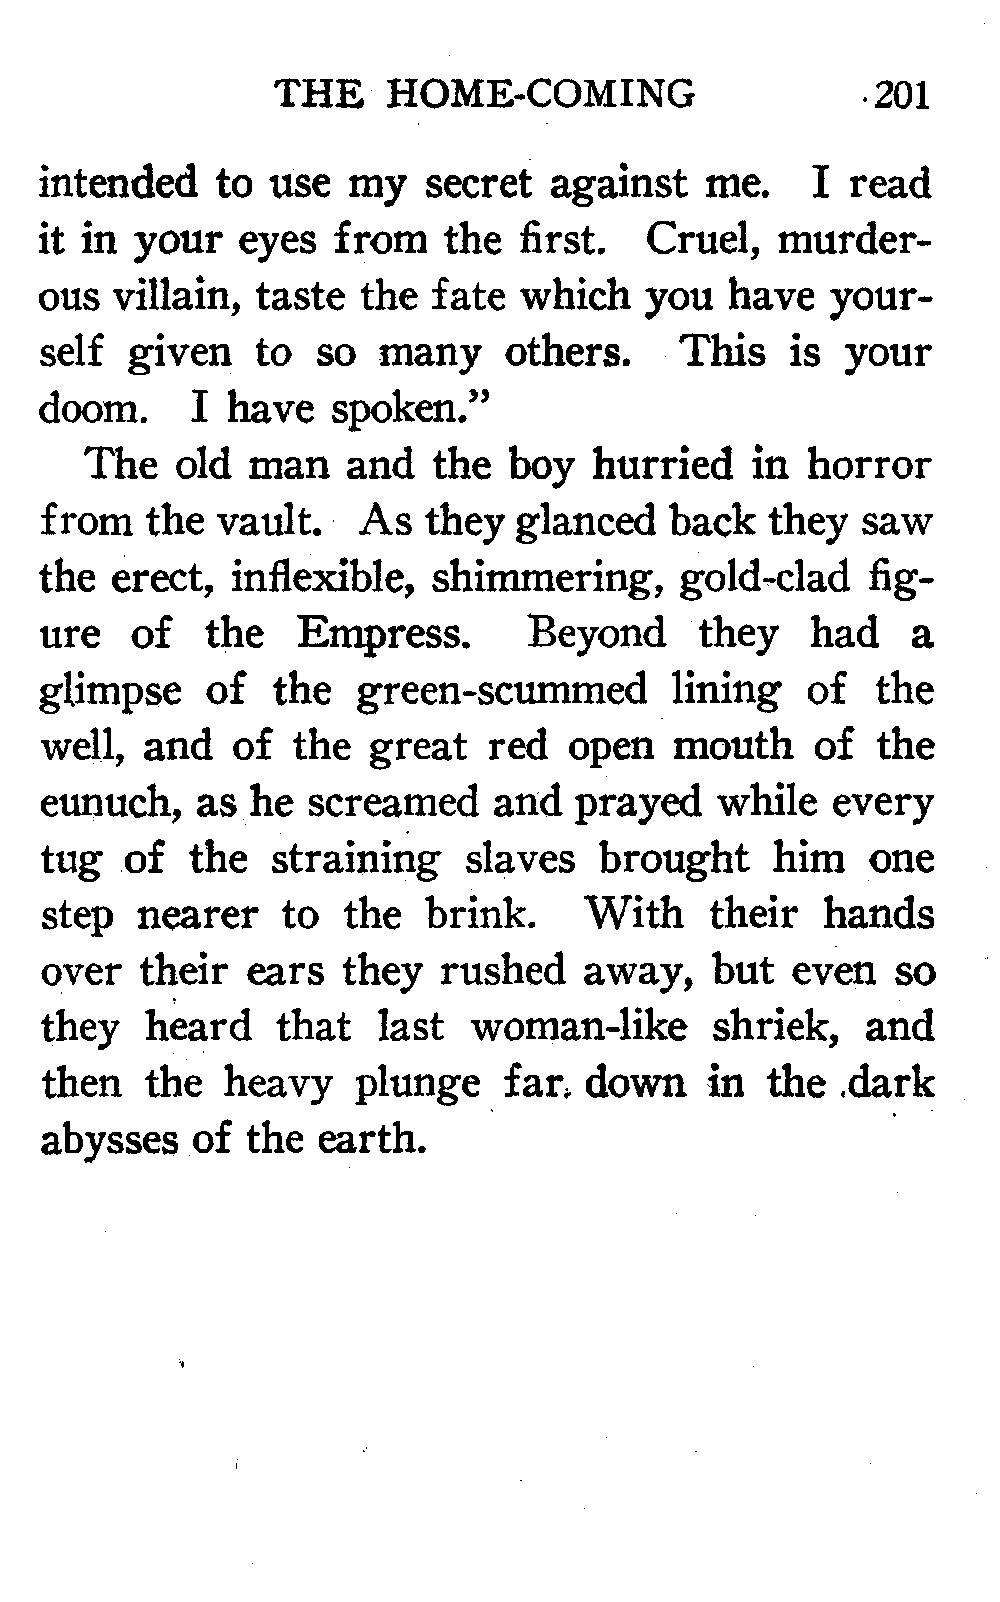 THE HOME-COMING 201
intended to use my secret against me. I read
it in your eyes from the first. Cruel, murder-
ous villain, taste the fate which you have your-
self given to so many others. This is your
doom. I have spoken.”
The old man and the boy hurried in horror
from the vault. As they glanced back they saw
the erect, inflexible, shimmering, gold-clad fig-
ure of the Empress. Beyond they had a
glimpse of the green-scummed lining of the
well, and of the great red open mouth of the
eunuch, as he screamed and prayed while every
tug of the straining slaves brought him one
step nearer to the brink. With their hands
over their ears they rushed away, but even so
they heard that last woman-like shriek, and
then the heavy plunge far down in the dark
abysses of the earth.